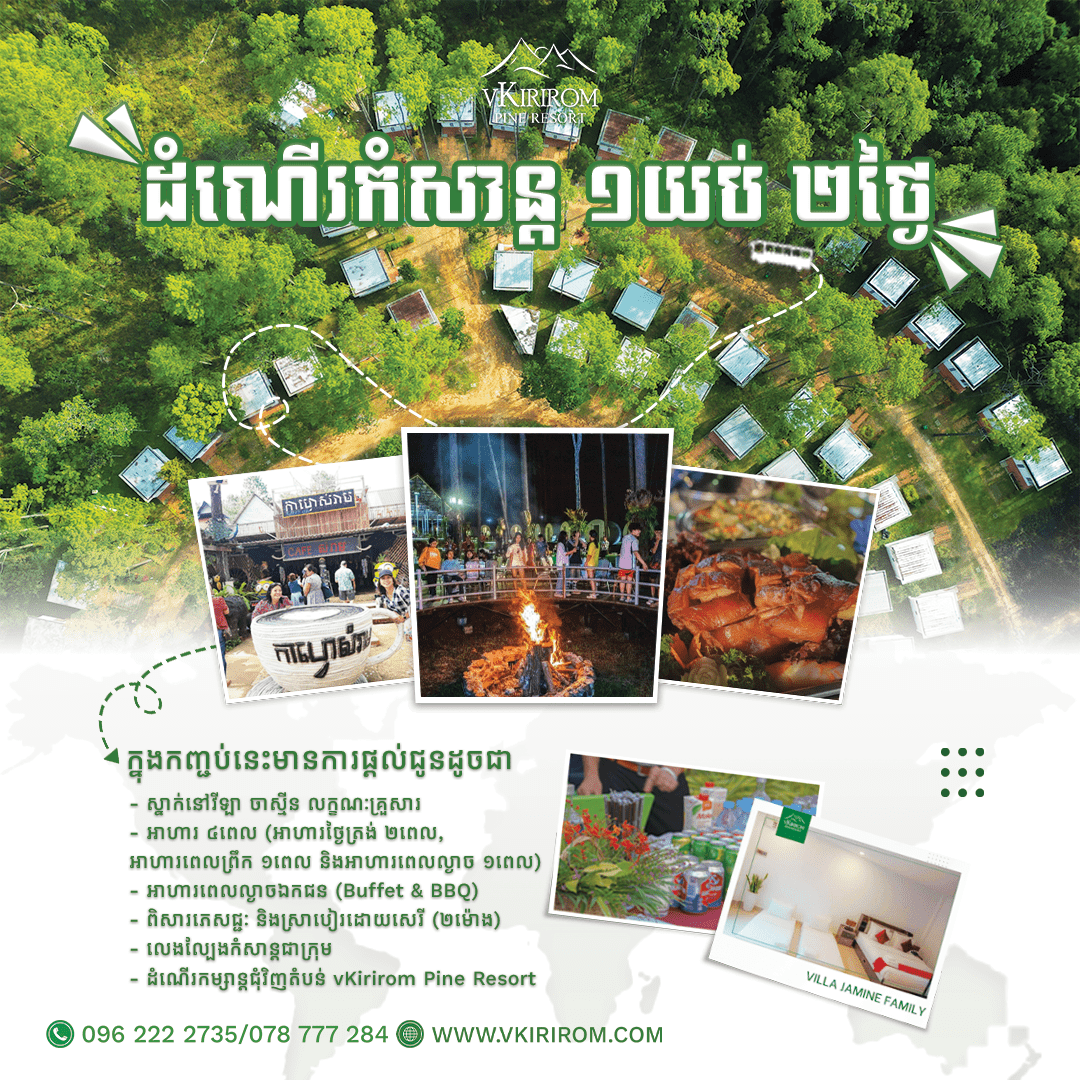 vKIRIROM
PINE RESORT
ដំណើរកំសាន្ត ១យប់ ២ថ្ងៃ
កាហ្វេសំរាម
កាហ្វេសំរាម
ក្នុងកញ្ចប់នេះមានការផ្តល់ជូនដូចជា
- ស្នាក់នៅវីឡា ចាស្មីន លក្ខណៈគ្រួសារ
- អាហារ ៤ពេល (អាហារថ្ងៃត្រង់ ២ពេល,
អាហារពេលព្រឹក ១ពេល និងអាហារពេលល្ងាច ១ពេល)
- អាហារពេលល្ងាចឯកជន (Buffet & BBQ)
- ពិសារភេសជ្ជៈ និងស្រាបៀរដោយសេរី (២ម៉ោង)
- លេងល្បែងកំសាន្តជាក្រុម
- ដំណើរកម្សាន្តជុំវិញតំបន់ vKirirom Pine Resort
vKIRIROM
VILLA JAMINE FAMILY
096 222 2735/078 777 284 WWW.VKIRIROM.COM